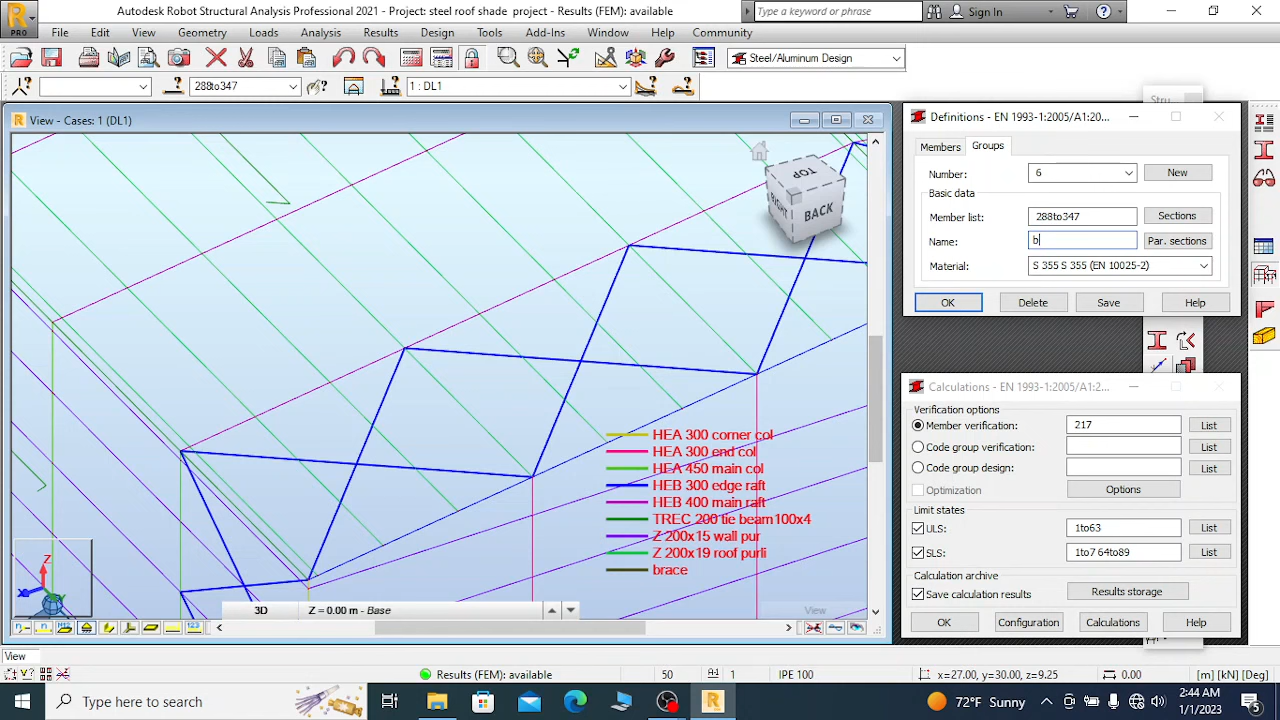 Autodesk Robot Structural Analysis Professional 2021 - Project: steel roof shade project - Results (FEM): available
Type a keyword or phrase
Sign In
PRO
File Edit View Geometry Loads Analysis Results Design Tools Add-Ins Window Help Community
Steel/Aluminum Design
288to347
1 : DL1
View - Cases: 1 (DL1)
TOP
RIGHT
BACK
HEA 300 corner col
HEA 300 end col
HEA 450 main col
HEB 300 edge raft
HEB 400 main raft
TREC 200 tie beam100x4
Z 200x15 wall pur
Z 200x19 roof purli
brace
3D
Z = 0.00 m - Base
View
Definitions - EN 1993-1:2005/A1:20...
Members Groups
Number: 6 New
Basic data
Member list: 288to347 Sections
Name: b Par. sections
Material: S 355 S 355 (EN 10025-2)
OK Delete Save Help
Calculations - EN 1993-1:2005/A1:2...
Verification options
Member verification: 217 List
Code group verification: List
Code group design: List
Optimization Options
Limit states
ULS: 1to63 List
SLS: 1to7 64to89 List
Calculation archive
Save calculation results Results storage
OK Configuration Calculations Help
View
Results (FEM): available 50 1 IPE 100 x=27.00; y=30.00; z=9.25 0.00 [m] [kN] [Deg]
Type here to search
72°F Sunny
2:44 AM
1/1/2023
5